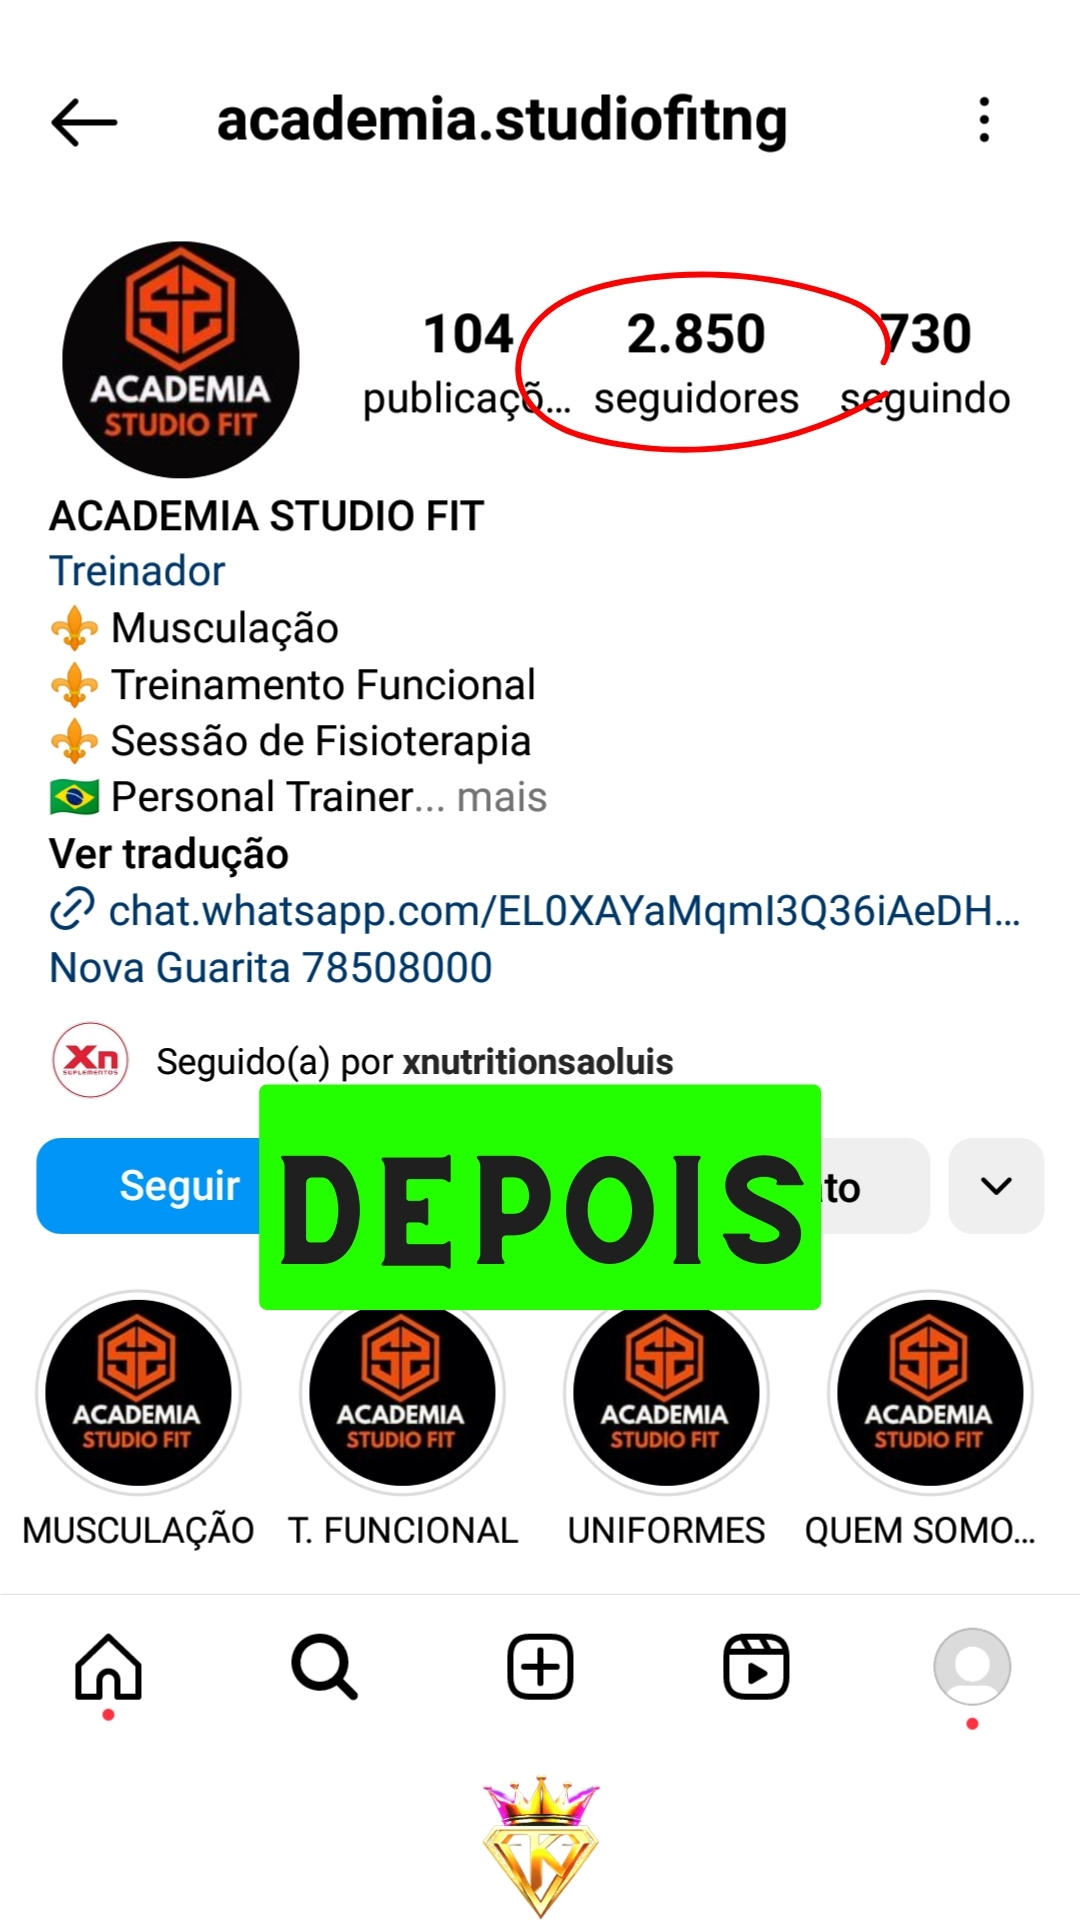 academia.studiofitng
104 2.850 730
publicaçõ... seguidores seguindo
ACADEMIA
STUDIO FIT
ACADEMIA STUDIO FIT
Treinador
Musculação
Treinamento Funcional
Sessão de Fisioterapia
Personal Trainer... mais
Ver tradução
chat.whatsapp.com/EL0XAYaMqmI3Q36iAeDH...
Nova Guarita 78508000
Xn
SUPLEMENTOS
Seguido(a) por xnutritionsaoluis
Seguir
DEPOIS
to
ACADEMIA STUDIO FIT
ACADEMIA STUDIO FIT
ACADEMIA STUDIO FIT
ACADEMIA STUDIO FIT
MUSCULAÇÃO T. FUNCIONAL UNIFORMES QUEM SOMO...